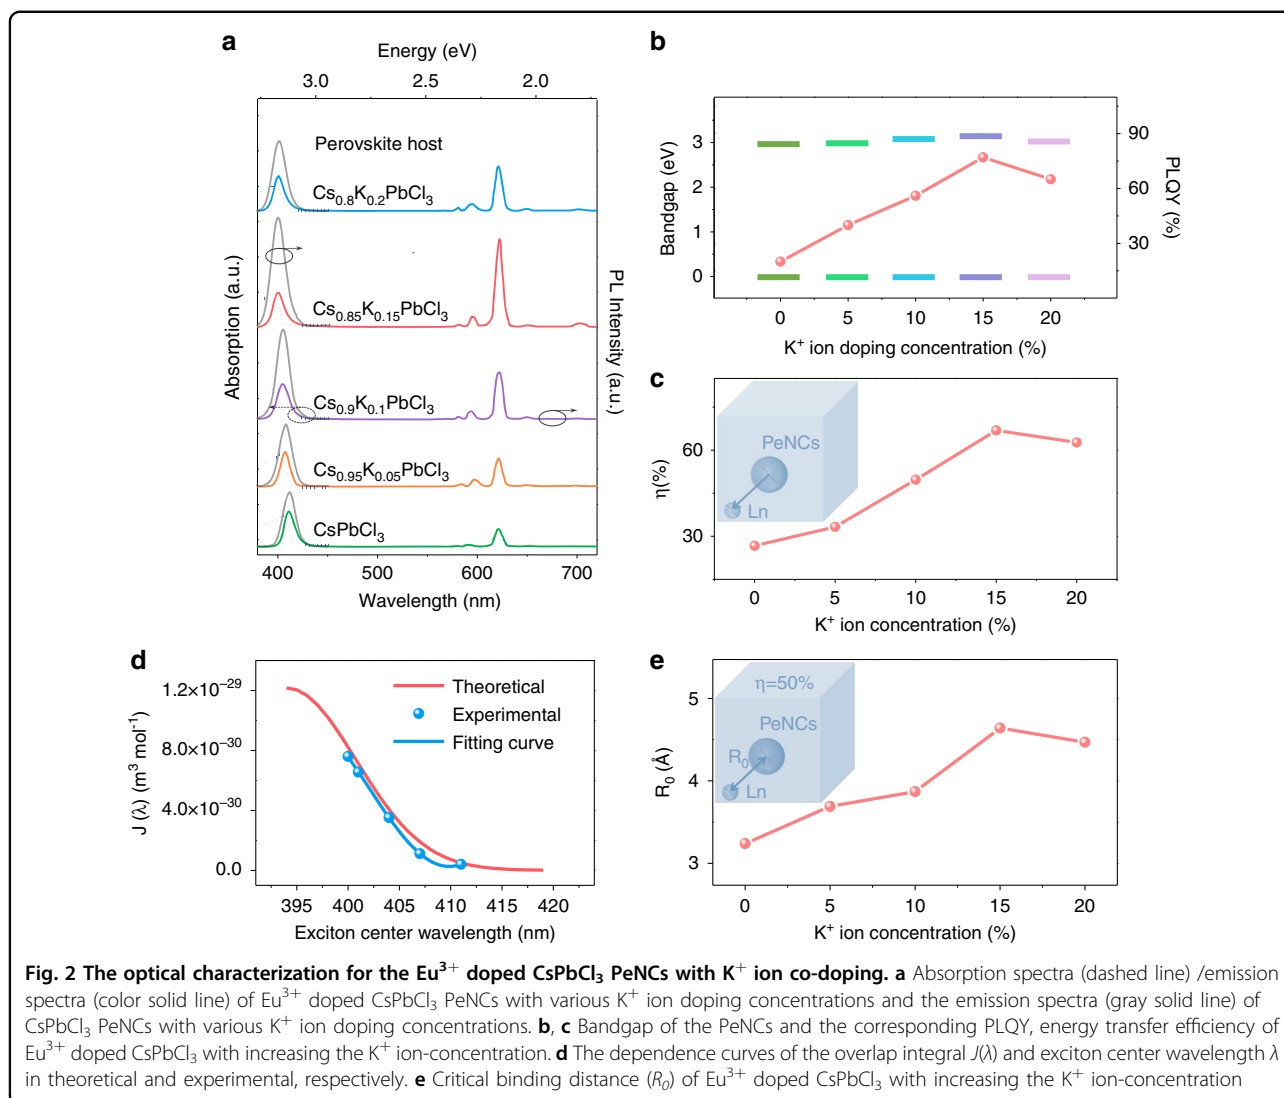 a
Energy (eV)
3.0 2.5 2.0
Perovskite host
Cs0.8K0.2PbCl3
Cs0.85K0.15PbCl3
Cs0.9K0.1PbCl3
Cs0.95K0.05PbCl3
CsPbCl3
Absorption (a.u.)
PL Intensity (a.u.)
400 500 600 700
Wavelength (nm)
b
Bandgap (eV)
3
2
1
0
90
60
30
PLQY (%)
0 5 10 15 20
K⁺ ion doping concentration (%)
c
η(%)
60
30
PeNCs
Ln
0 5 10 15 20
K⁺ ion concentration (%)
d
J (λ) (m³ mol⁻¹)
1.2×10⁻²⁹
8.0×10⁻³⁰
4.0×10⁻³⁰
0.0
Theoretical
Experimental
Fitting curve
395 400 405 410 415 420
Exciton center wavelength (nm)
e
R₀ (Å)
5
4
3
η=50%
PeNCs
R₀
Ln
0 5 10 15 20
K⁺ ion concentration (%)
Fig. 2 The optical characterization for the Eu³⁺ doped CsPbCl₃ PeNCs with K⁺ ion co-doping. a Absorption spectra (dashed line) /emission
spectra (color solid line) of Eu³⁺ doped CsPbCl₃ PeNCs with various K⁺ ion doping concentrations and the emission spectra (gray solid line) of
CsPbCl₃ PeNCs with various K⁺ ion doping concentrations. b, c Bandgap of the PeNCs and the corresponding PLQY, energy transfer efficiency of
Eu³⁺ doped CsPbCl₃ with increasing the K⁺ ion-concentration. d The dependence curves of the overlap integral J(λ) and exciton center wavelength λ
in theoretical and experimental, respectively. e Critical binding distance (R₀) of Eu³⁺ doped CsPbCl₃ with increasing the K⁺ ion-concentration